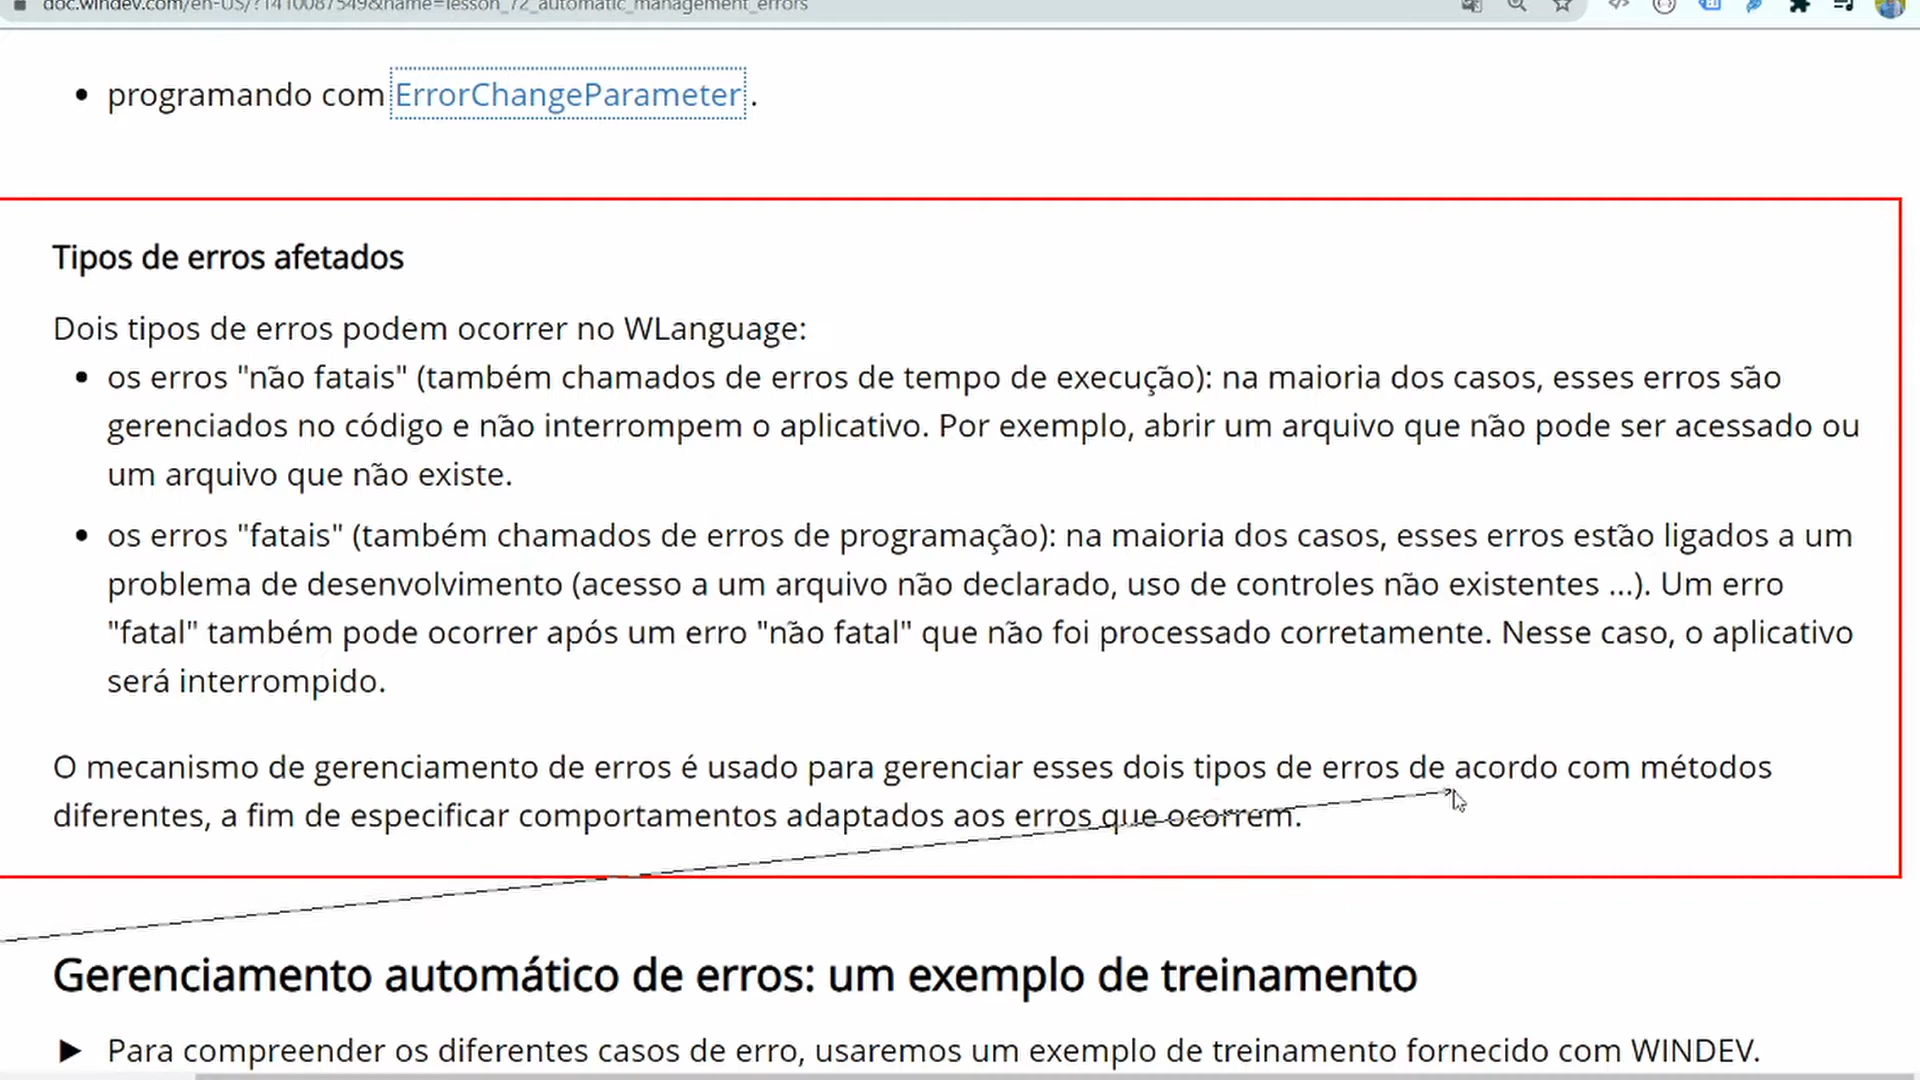 doc.windev.com/en-US/?1410087549&name=lesson_72_automatic_management_errors
• programando com ErrorChangeParameter .
Tipos de erros afetados
Dois tipos de erros podem ocorrer no WLanguage:
• os erros "não fatais" (também chamados de erros de tempo de execução): na maioria dos casos, esses erros são
gerenciados no código e não interrompem o aplicativo. Por exemplo, abrir um arquivo que não pode ser acessado ou
um arquivo que não existe.
• os erros "fatais" (também chamados de erros de programação): na maioria dos casos, esses erros estão ligados a um
problema de desenvolvimento (acesso a um arquivo não declarado, uso de controles não existentes ...). Um erro
"fatal" também pode ocorrer após um erro "não fatal" que não foi processado corretamente. Nesse caso, o aplicativo
será interrompido.
O mecanismo de gerenciamento de erros é usado para gerenciar esses dois tipos de erros de acordo com métodos
diferentes, a fim de especificar comportamentos adaptados aos erros que ocorrem.
Gerenciamento automático de erros: um exemplo de treinamento
▶ Para compreender os diferentes casos de erro, usaremos um exemplo de treinamento fornecido com WINDEV.